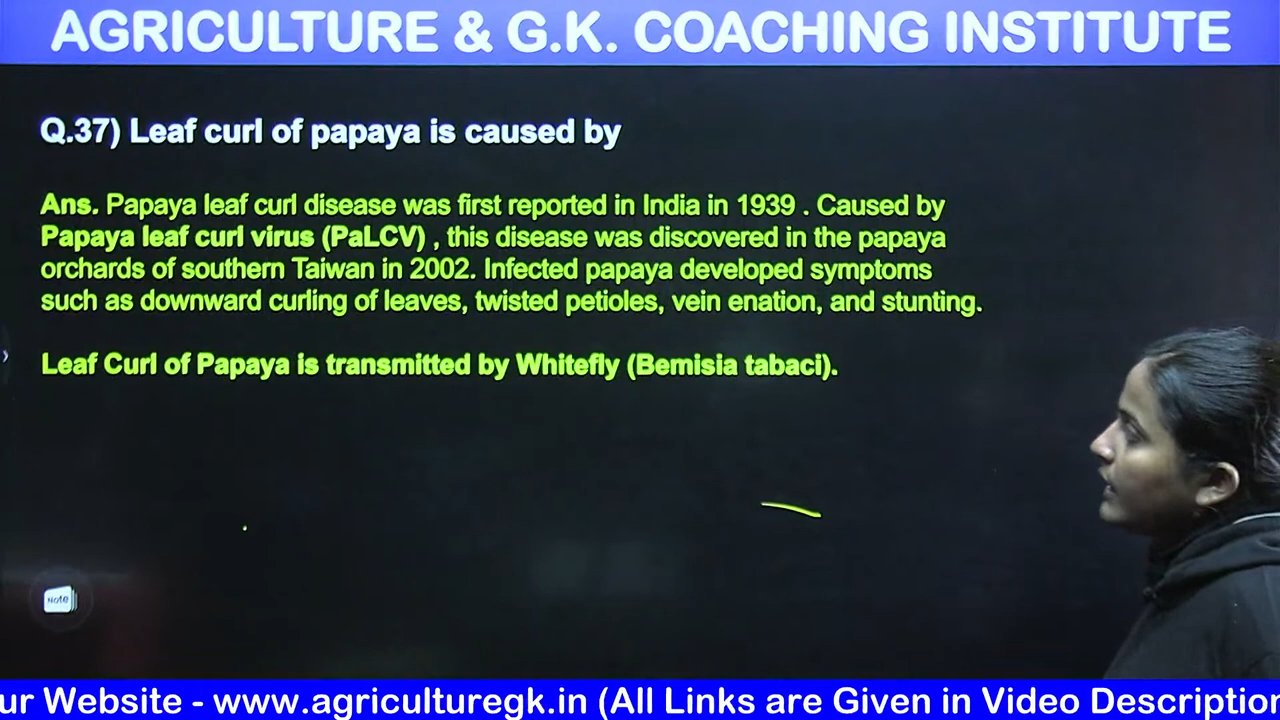 AGRICULTURE & G.K. COACHING INSTITUTE
Q.37) Leaf curl of papaya is caused by
Ans. Papaya leaf curl disease was first reported in India in 1939 . Caused by
Papaya leaf curl virus (PaLCV) , this disease was discovered in the papaya
orchards of southern Taiwan in 2002. Infected papaya developed symptoms
such as downward curling of leaves, twisted petioles, vein enation, and stunting.
Leaf Curl of Papaya is transmitted by Whitefly (Bemisia tabaci).
Note
ur Website - www.agriculturegk.in (All Links are Given in Video Description